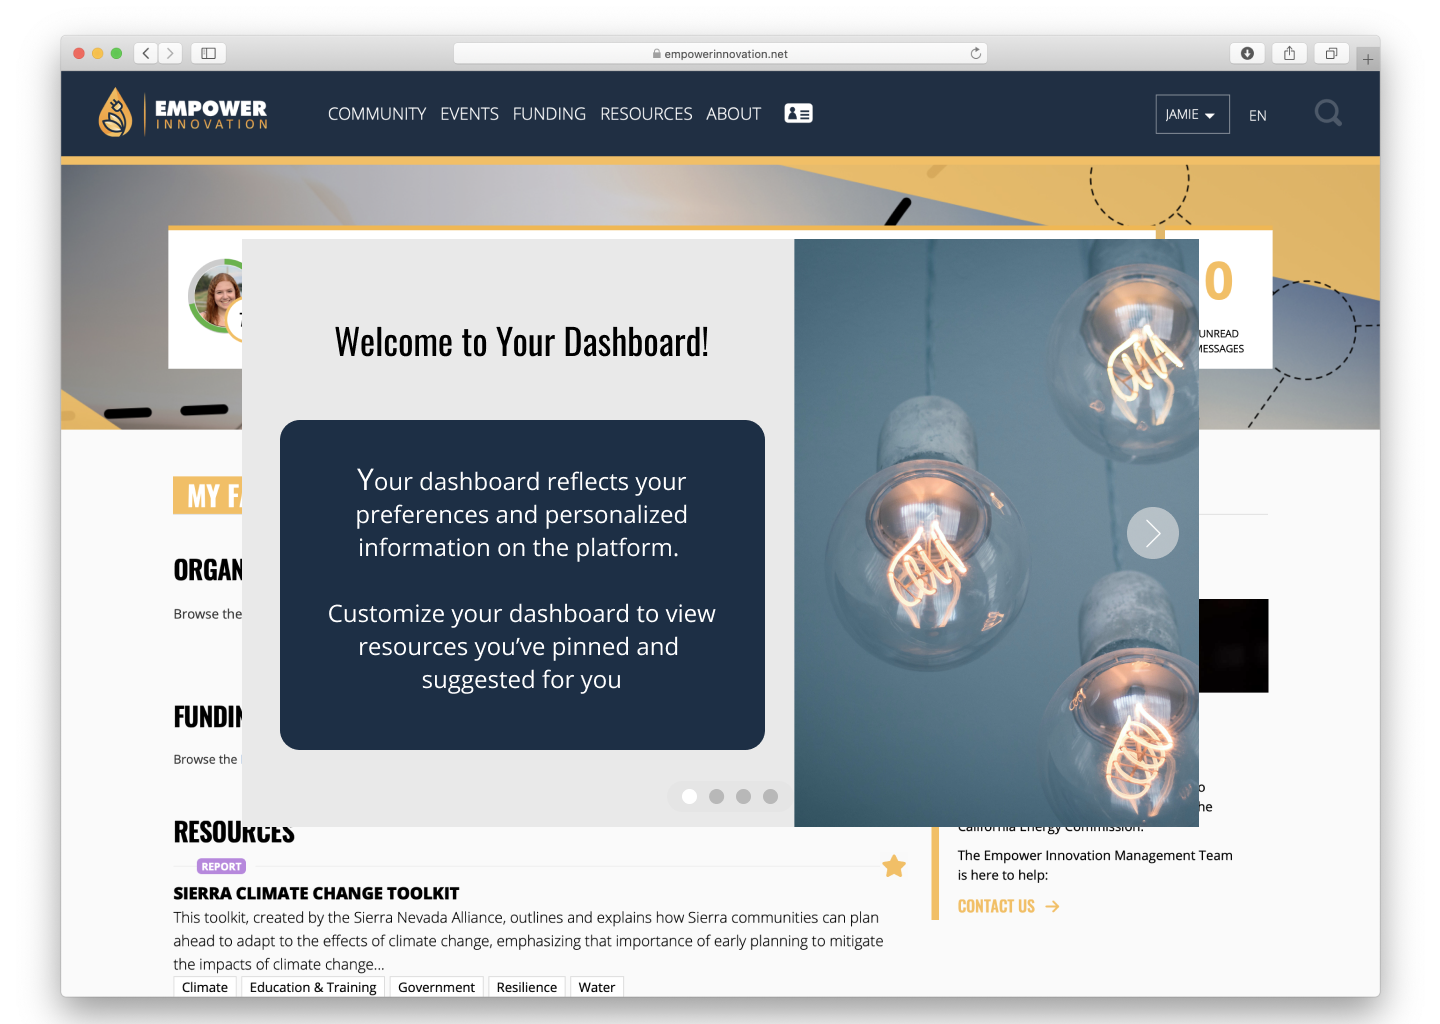 empowerinnovation.net
EMPOWER
INNOVATION
COMMUNITY EVENTS FUNDING RESOURCES ABOUT
JAMIE
EN
0
UNREAD
MESSAGES
Welcome to Your Dashboard!
Your dashboard reflects your
preferences and personalized
information on the platform.
Customize your dashboard to view
resources you’ve pinned and
suggested for you
MY
Browse the
Browse the
RESOURCES
REPORT
SIERRA CLIMATE CHANGE TOOLKIT
This toolkit, created by the Sierra Nevada Alliance, outlines and explains how Sierra communities can plan
ahead to adapt to the effects of climate change, emphasizing that importance of early planning to mitigate
the impacts of climate change...
Climate Education & Training Government Resilience Water
California Energy Commission.
The Empower Innovation Management Team
is here to help:
CONTACT US →